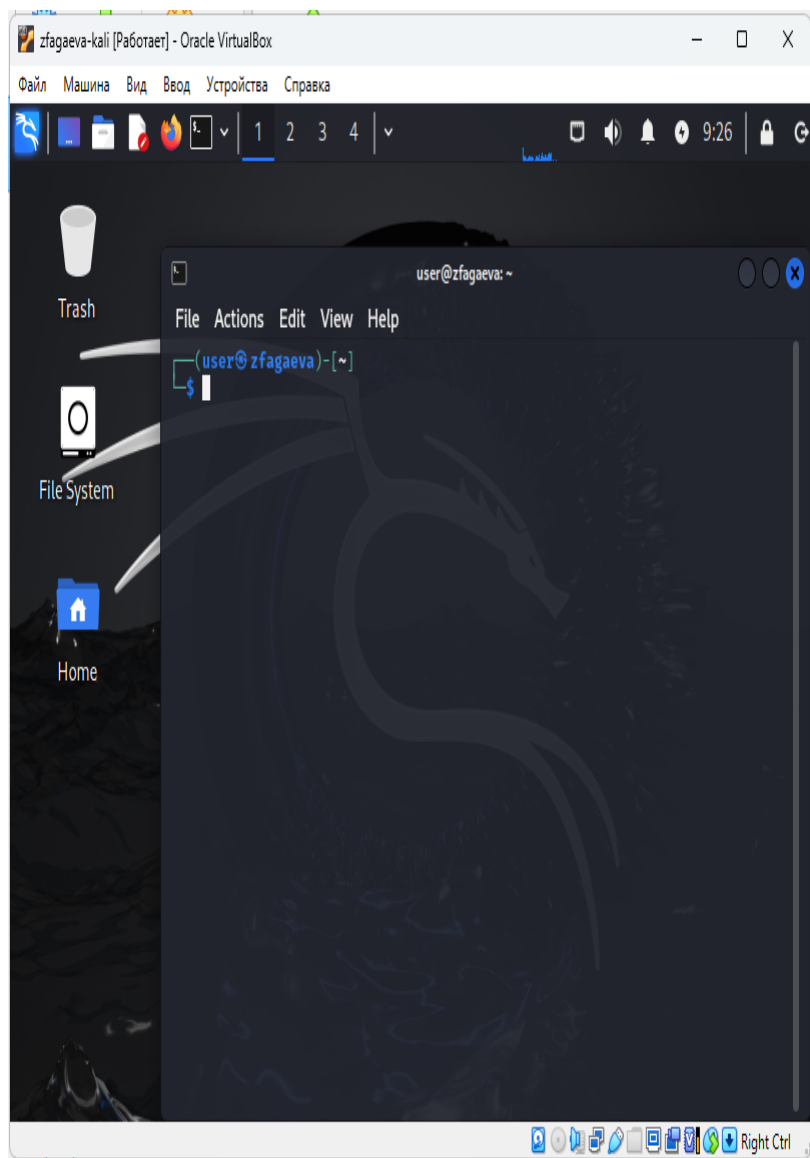 zfagaeva-kali [Работает] - Oracle VirtualBox
Файл Машина Вид Ввод Устройства Справка
1 2 3 4 9:26
Trash
File System
Home
user@zfagaeva: ~
File Actions Edit View Help
(user㉿zfagaeva)-[~]
$
Right Ctrl